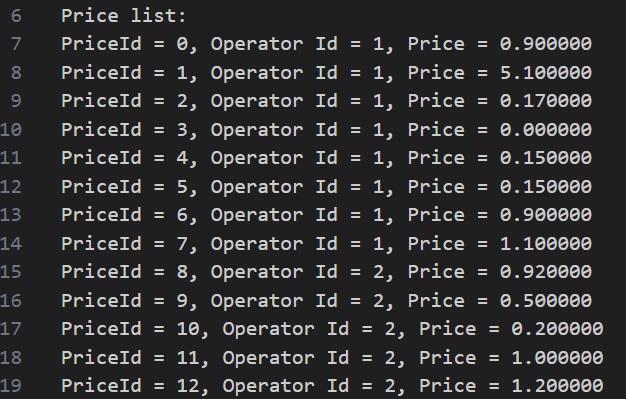 6 Price list:
7 PriceId = 0, Operator Id = 1, Price = 0.900000
8 PriceId = 1, Operator Id = 1, Price = 5.100000
9 PriceId = 2, Operator Id = 1, Price = 0.170000
10 PriceId = 3, Operator Id = 1, Price = 0.000000
11 PriceId = 4, Operator Id = 1, Price = 0.150000
12 PriceId = 5, Operator Id = 1, Price = 0.150000
13 PriceId = 6, Operator Id = 1, Price = 0.900000
14 PriceId = 7, Operator Id = 1, Price = 1.100000
15 PriceId = 8, Operator Id = 2, Price = 0.920000
16 PriceId = 9, Operator Id = 2, Price = 0.500000
17 PriceId = 10, Operator Id = 2, Price = 0.200000
18 PriceId = 11, Operator Id = 2, Price = 1.000000
19 PriceId = 12, Operator Id = 2, Price = 1.200000